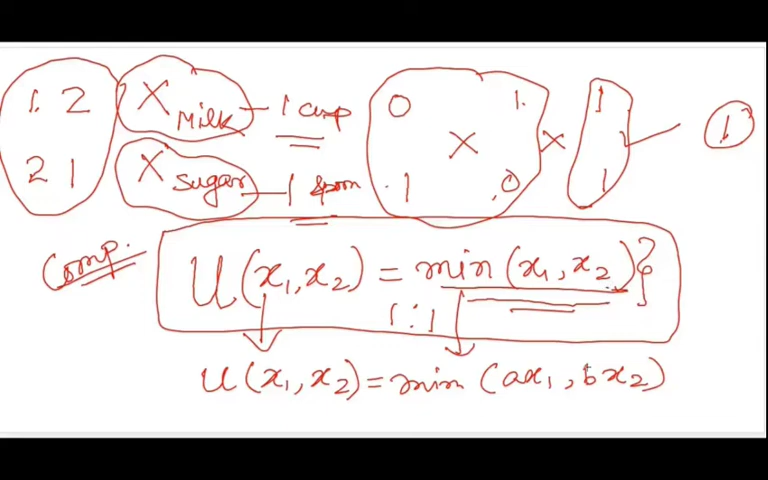 1. 2 X Milk - 1 cup 0 1. 1 1
2 1 X sugar - 1 spoon .1 X .0 X 1
Comp. U(x₁, x₂) = min(x₁, x₂)}
1 : 1
U(x₁, x₂) = min (ax₁, bx₂)